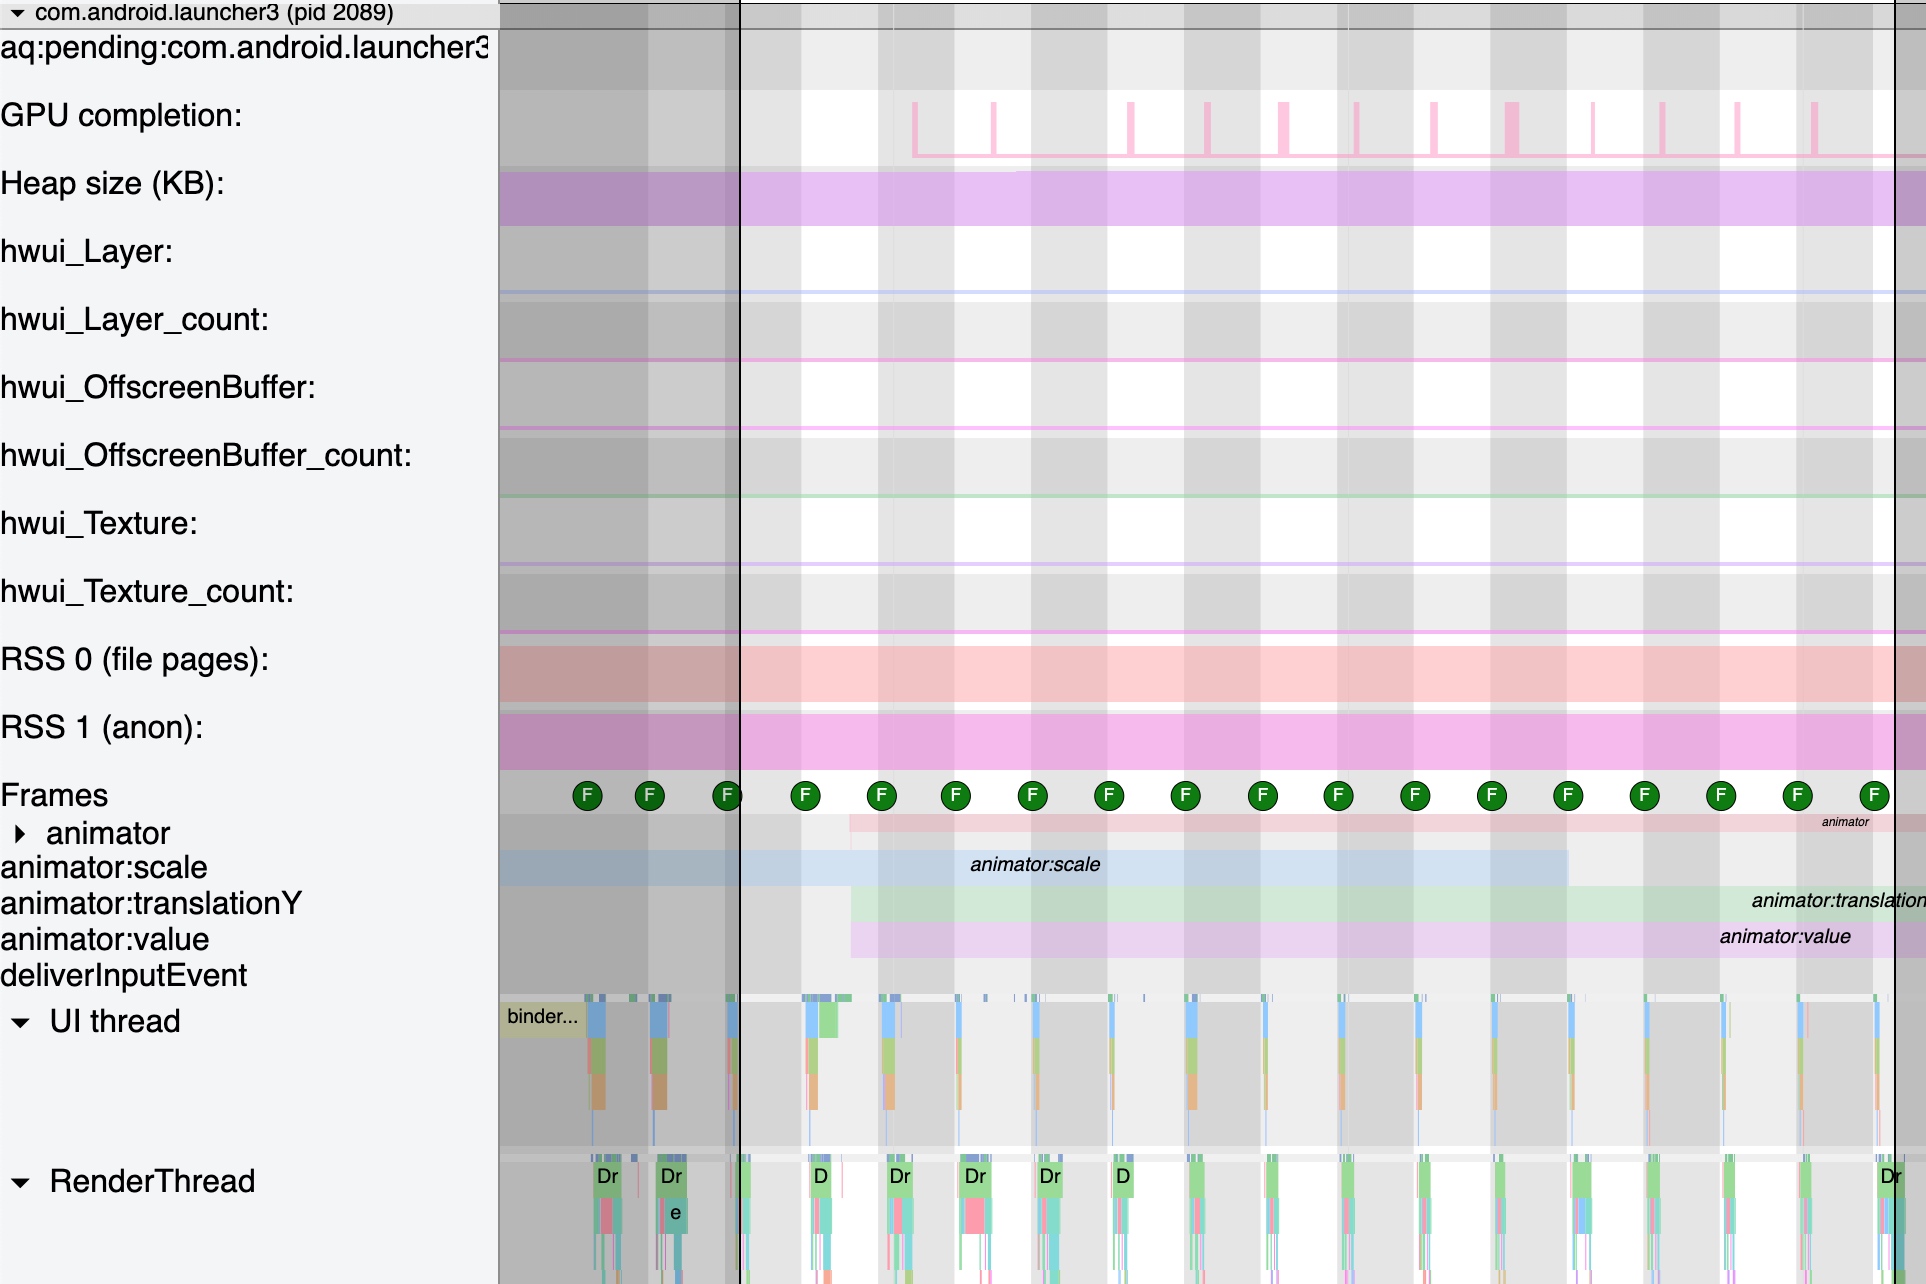 com.android.launcher3 (pid 2089)
aq:pending:com.android.launcher3
GPU completion:
Heap size (KB):
hwui_Layer:
hwui_Layer_count:
hwui_OffscreenBuffer:
hwui_OffscreenBuffer_count:
hwui_Texture:
hwui_Texture_count:
RSS 0 (file pages):
RSS 1 (anon):
Frames F F F F F F F F F F F F F F F F F F
animator animator
animator:scale animator:scale
animator:translationY animator:translation
animator:value animator:value
deliverInputEvent
UI thread binder...
RenderThread Dr Dr D Dr Dr Dr D Dr
e